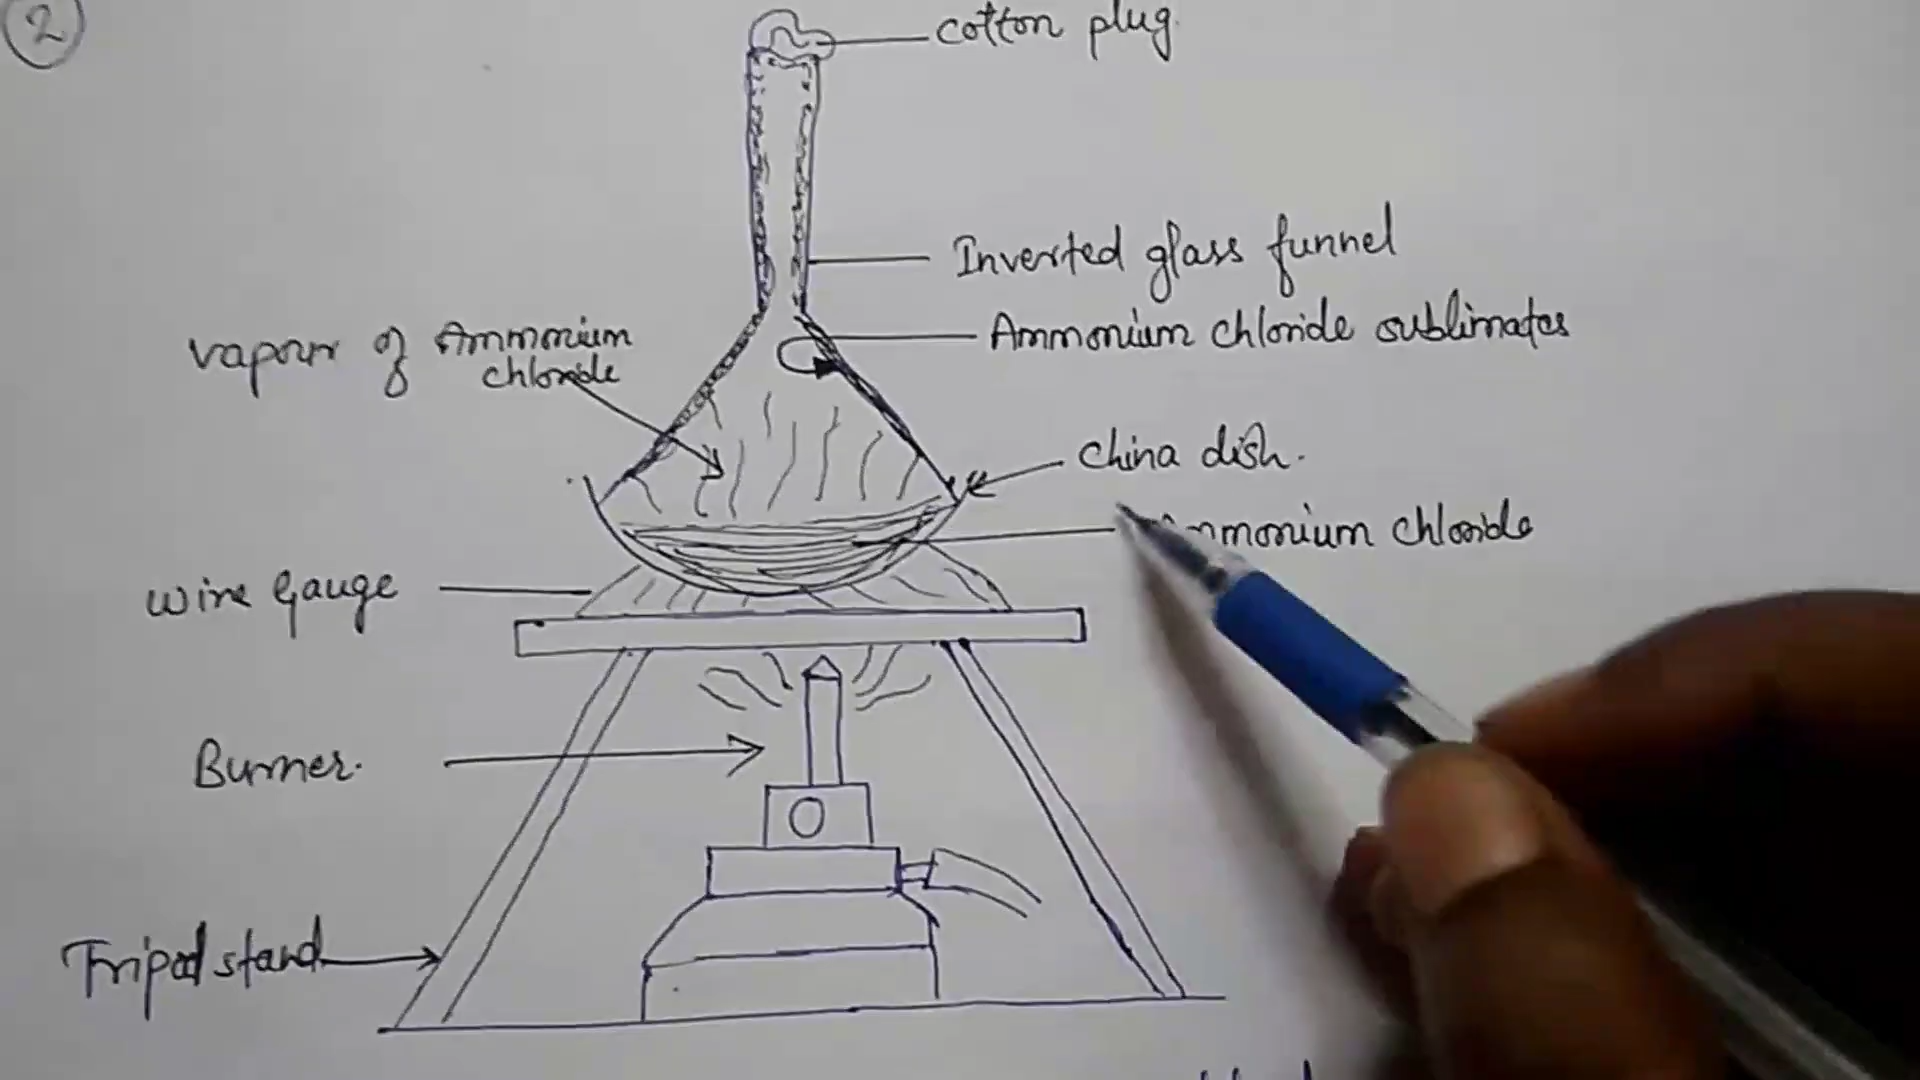 2
cotton plug.
Inverted glass funnel
Ammonium chloride sublimates
vapour of Ammonium
chloride
China dish.
Ammonium chloride
wire gauge
Burner.
Tripod stand